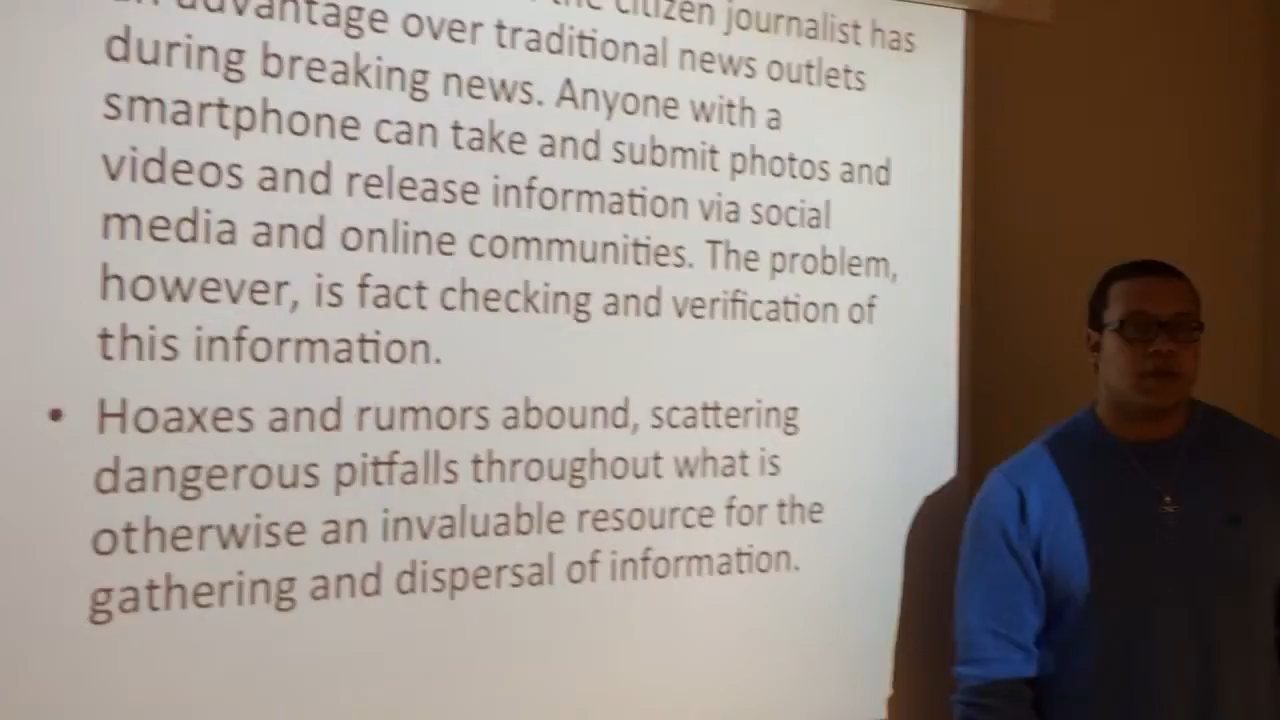 the citizen journalist has
advantage over traditional news outlets
during breaking news. Anyone with a
smartphone can take and submit photos and
videos and release information via social
media and online communities. The problem,
however, is fact checking and verification of
this information.
• Hoaxes and rumors abound, scattering
dangerous pitfalls throughout what is
otherwise an invaluable resource for the
gathering and dispersal of information.